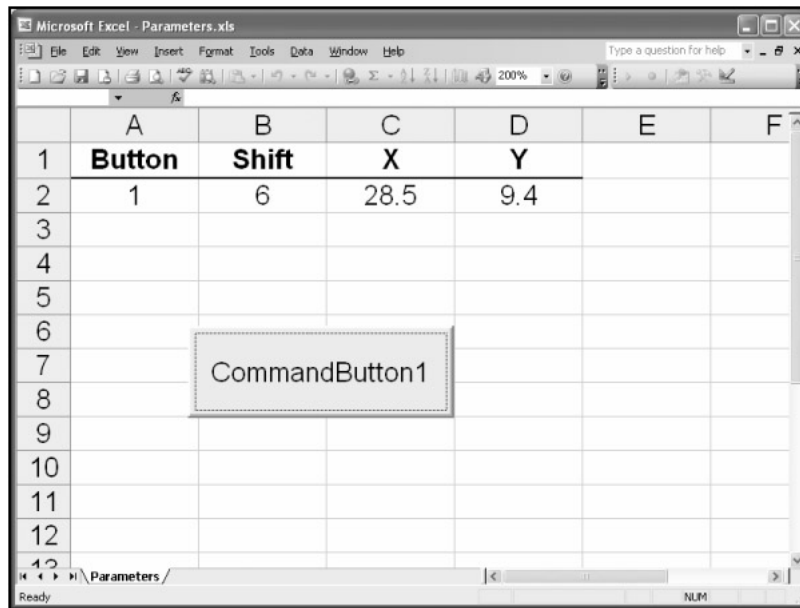 Microsoft Excel - Parameters.xls
File Edit View Insert Format Tools Data Window Help Type a question for help
200%
fx
A B C D E F
1 Button Shift X Y
2 1 6 28.5 9.4
3
4
5
6
7 CommandButton1
8
9
10
11
12
13
Parameters
Ready NUM